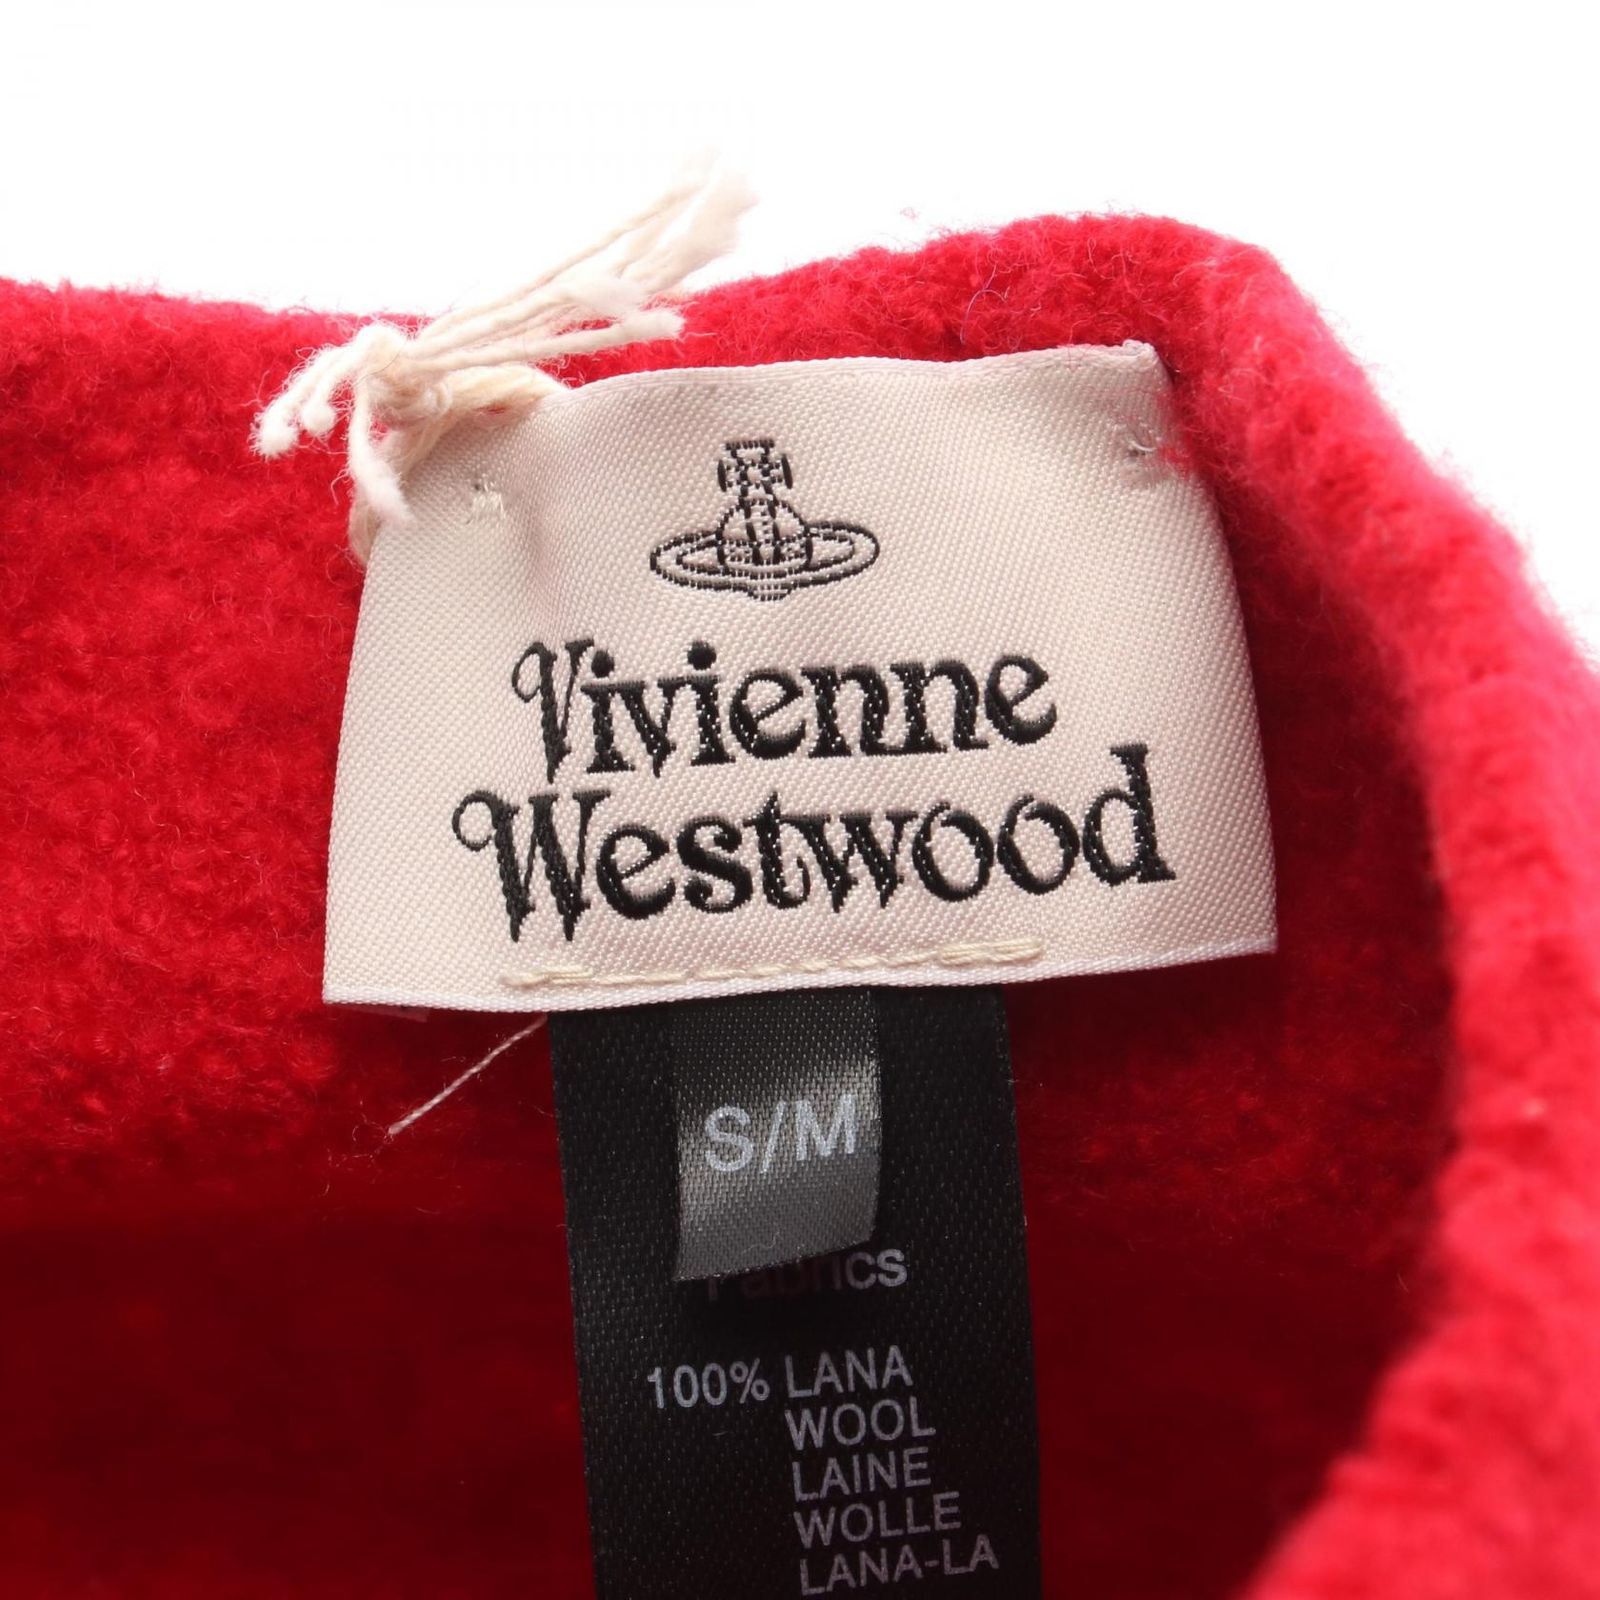 Vivienne
Westwood
S/M
Fabrics
100% LANA
WOOL
LAINE
WOLLE
LANA-LA